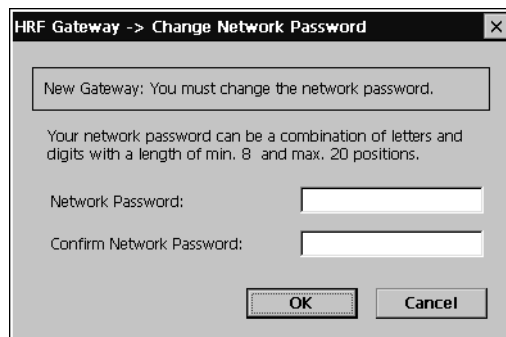 HRF Gateway -> Change Network Password
New Gateway: You must change the network password.
Your network password can be a combination of letters and
digits with a length of min. 8 and max. 20 positions.
Network Password:
Confirm Network Password:
OK Cancel